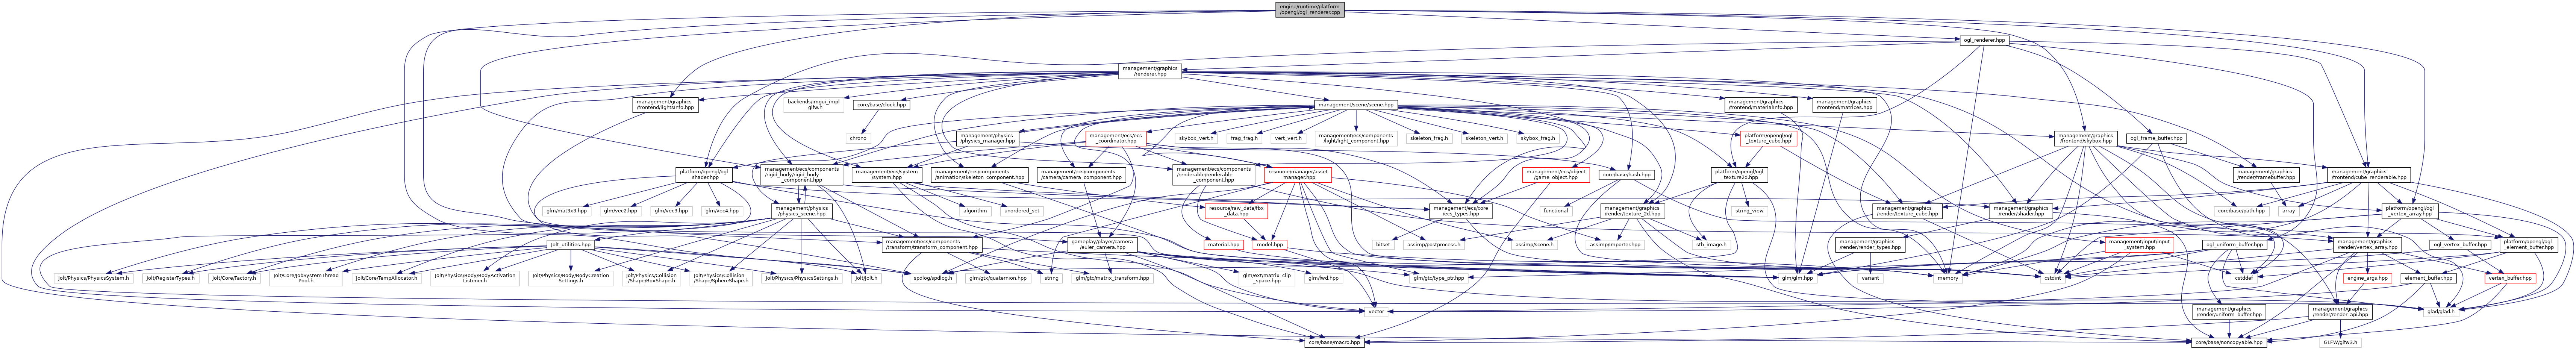 engine/runtime/platform
/opengl/ogl_renderer.cpp
ogl_renderer.hpp
management/graphics
/renderer.hpp
management/graphics
/frontend/lightsInfo.hpp
backends/imgui_impl
_glfw.h
core/base/clock.hpp
management/scene/scene.hpp
management/graphics
/frontend/materialInfo.hpp
management/graphics
/frontend/matrices.hpp
chrono
management/physics
/physics_manager.hpp
management/ecs/ecs
_coordinator.hpp
skybox_vert.h
frag_frag.h
vert_vert.h
management/ecs/components
/light/light_component.hpp
skeleton_frag.h
skeleton_vert.h
skybox_frag.h
platform/opengl/ogl
_texture_cube.hpp
management/graphics
/frontend/skybox.hpp
ogl_frame_buffer.hpp
platform/opengl/ogl
_shader.hpp
management/ecs/components
/rigid_body/rigid_body
_component.hpp
management/ecs/system
/system.hpp
management/ecs/components
/animation/skeleton_component.hpp
management/ecs/components
/camera/camera_component.hpp
management/ecs/components
/renderable/renderable
_component.hpp
resource/manager/asset
_manager.hpp
management/ecs/object
/game_object.hpp
core/base/hash.hpp
platform/opengl/ogl
_texture2d.hpp
management/graphics
/render/framebuffer.hpp
management/graphics
/frontend/cube_renderable.hpp
glm/mat3x3.hpp
glm/vec2.hpp
glm/vec3.hpp
glm/vec4.hpp
management/physics
/physics_scene.hpp
algorithm
unordered_set
resource/raw_data/fbx
_data.hpp
management/ecs/core
/ecs_types.hpp
functional
management/graphics
/render/texture_2d.hpp
string_view
management/graphics
/render/texture_cube.hpp
management/graphics
/render/shader.hpp
core/base/path.hpp
array
platform/opengl/ogl
_vertex_array.hpp
Jolt_utilities.hpp
management/ecs/components
/transform/transform_component.hpp
gameplay/player/camera
/euler_camera.hpp
material.hpp
model.hpp
bitset
assimp/postprocess.h
assimp/scene.h
assimp/Importer.hpp
stb_image.h
management/graphics
/render/render_types.hpp
management/input/input
_system.hpp
ogl_uniform_buffer.hpp
management/graphics
/render/vertex_array.hpp
ogl_vertex_buffer.hpp
platform/opengl/ogl
_element_buffer.hpp
Jolt/Physics/PhysicsSystem.h
Jolt/RegisterTypes.h
Jolt/Core/Factory.h
Jolt/Core/JobSystemThread
Pool.h
Jolt/Core/TempAllocator.h
Jolt/Physics/Body/BodyActivation
Listener.h
Jolt/Physics/Body/BodyCreation
Settings.h
Jolt/Physics/Collision
/Shape/BoxShape.h
Jolt/Physics/Collision
/Shape/SphereShape.h
Jolt/Physics/PhysicsSettings.h
Jolt/Jolt.h
spdlog/spdlog.h
glm/gtx/quaternion.hpp
string
glm/gtc/matrix_transform.hpp
glm/ext/matrix_clip
_space.hpp
glm/fwd.hpp
glm/gtc/type_ptr.hpp
glm/glm.hpp
variant
memory
cstdint
cstddef
engine_args.hpp
element_buffer.hpp
vertex_buffer.hpp
vector
management/graphics
/render/uniform_buffer.hpp
management/graphics
/render/render_api.hpp
glad/glad.h
core/base/macro.hpp
core/base/noncopyable.hpp
GLFW/glfw3.h